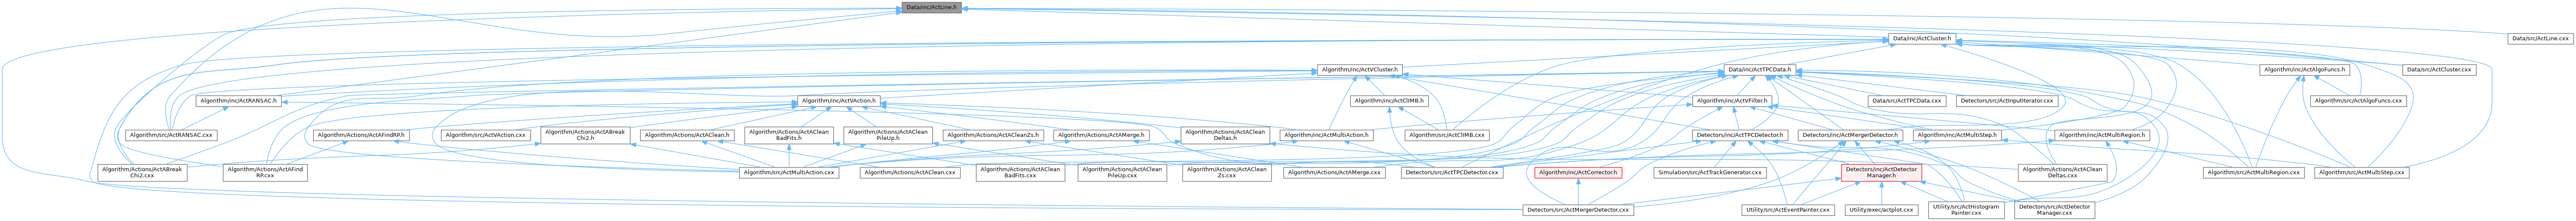 Data/inc/ActLine.h
Data/inc/ActCluster.h
Data/src/ActLine.cxx
Algorithm/inc/ActVCluster.h
Data/inc/ActTPCData.h
Algorithm/inc/ActAlgoFuncs.h
Data/src/ActCluster.cxx
Algorithm/inc/ActRANSAC.h
Algorithm/inc/ActVAction.h
Algorithm/inc/ActClIMB.h
Algorithm/inc/ActVFilter.h
Data/src/ActTPCData.cxx
Detectors/src/ActInputIterator.cxx
Algorithm/src/ActAlgoFuncs.cxx
Algorithm/src/ActRANSAC.cxx
Algorithm/Actions/ActAFindRP.h
Algorithm/src/ActVAction.cxx
Algorithm/Actions/ActABreak
Chi2.h
Algorithm/Actions/ActAClean.h
Algorithm/Actions/ActAClean
BadFits.h
Algorithm/Actions/ActAClean
PileUp.h
Algorithm/Actions/ActACleanZs.h
Algorithm/Actions/ActAMerge.h
Algorithm/Actions/ActAClean
Deltas.h
Algorithm/inc/ActMultiAction.h
Algorithm/src/ActClIMB.cxx
Detectors/inc/ActTPCDetector.h
Detectors/inc/ActMergerDetector.h
Algorithm/inc/ActMultiStep.h
Algorithm/inc/ActMultiRegion.h
Algorithm/Actions/ActABreak
Chi2.cxx
Algorithm/Actions/ActAFind
RP.cxx
Algorithm/src/ActMultiAction.cxx
Algorithm/Actions/ActAClean.cxx
Algorithm/Actions/ActAClean
BadFits.cxx
Algorithm/Actions/ActAClean
PileUp.cxx
Algorithm/Actions/ActAClean
Zs.cxx
Algorithm/Actions/ActAMerge.cxx
Detectors/src/ActTPCDetector.cxx
Algorithm/inc/ActCorrector.h
Simulation/src/ActTrackGenerator.cxx
Detectors/inc/ActDetector
Manager.h
Algorithm/Actions/ActAClean
Deltas.cxx
Algorithm/src/ActMultiRegion.cxx
Algorithm/src/ActMultiStep.cxx
Detectors/src/ActMergerDetector.cxx
Utility/src/ActEventPainter.cxx
Utility/exec/actplot.cxx
Utility/src/ActHistogram
Painter.cxx
Detectors/src/ActDetector
Manager.cxx